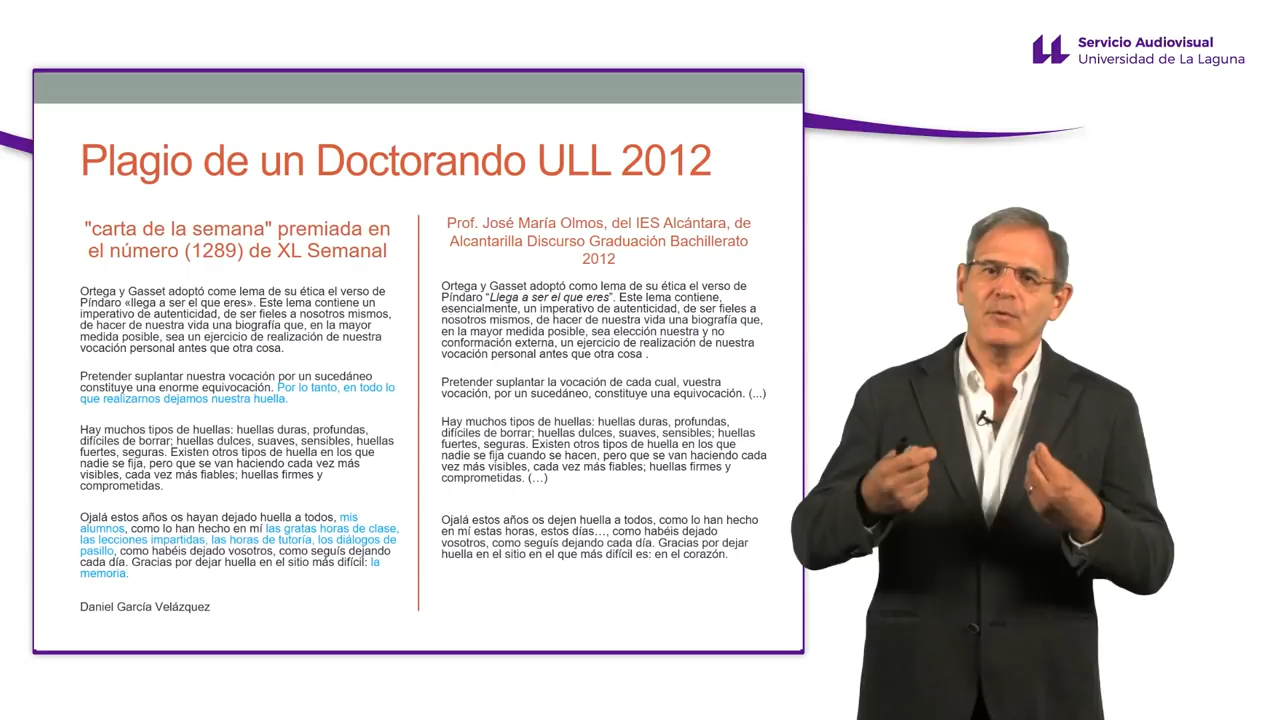 Servicio Audiovisual
Universidad de La Laguna
Plagio de un Doctorando ULL 2012
"carta de la semana" premiada en
el número (1289) de XL Semanal
Ortega y Gasset adoptó come lema de su ética el verso de
Píndaro «llega a ser el que eres». Este lema contiene un
imperativo de autenticidad, de ser fieles a nosotros mismos,
de hacer de nuestra vida una biografía que, en la mayor
medida posible, sea un ejercicio de realización de nuestra
vocación personal antes que otra cosa.
Pretender suplantar nuestra vocación por un sucedáneo
constituye una enorme equivocación. Por lo tanto, en todo lo
que realizarnos dejamos nuestra huella.
Hay muchos tipos de huellas: huellas duras, profundas,
difíciles de borrar; huellas dulces, suaves, sensibles, huellas
fuertes, seguras. Existen otros tipos de huella en los que
nadie se fija, pero que se van haciendo cada vez más
visibles, cada vez más fiables; huellas firmes y
comprometidas.
Ojalá estos años os hayan dejado huella a todos, mis
alumnos, como lo han hecho en mí las gratas horas de clase,
las lecciones impartidas, las horas de tutoría, los diálogos de
pasillo, como habéis dejado vosotros, como seguís dejando
cada día. Gracias por dejar huella en el sitio más difícil: la
memoria.
Daniel García Velázquez
Prof. José María Olmos, del IES Alcántara, de
Alcantarilla Discurso Graduación Bachillerato
2012
Ortega y Gasset adoptó como lema de su ética el verso de
Píndaro “Llega a ser el que eres”. Este lema contiene,
esencialmente, un imperativo de autenticidad, de ser fieles a
nosotros mismos, de hacer de nuestra vida una biografía que,
en la mayor medida posible, sea elección nuestra y no
conformación externa, un ejercicio de realización de nuestra
vocación personal antes que otra cosa .
Pretender suplantar la vocación de cada cual, vuestra
vocación, por un sucedáneo, constituye una equivocación. (...)
Hay muchos tipos de huella: huellas duras, profundas,
difíciles de borrar; huellas dulces, suaves, sensibles; huellas
fuertes, seguras. Existen otros tipos de huella en los que
nadie se fija cuando se hacen, pero que se van haciendo cada
vez más visibles, cada vez más fiables; huellas firmes y
comprometidas. (…)
Ojalá estos años os dejen huella a todos, como lo han hecho
en mí estas horas, estos días…, como habéis dejado
vosotros, como seguís dejando cada día. Gracias por dejar
huella en el sitio en el que más difícil es: en el corazón.